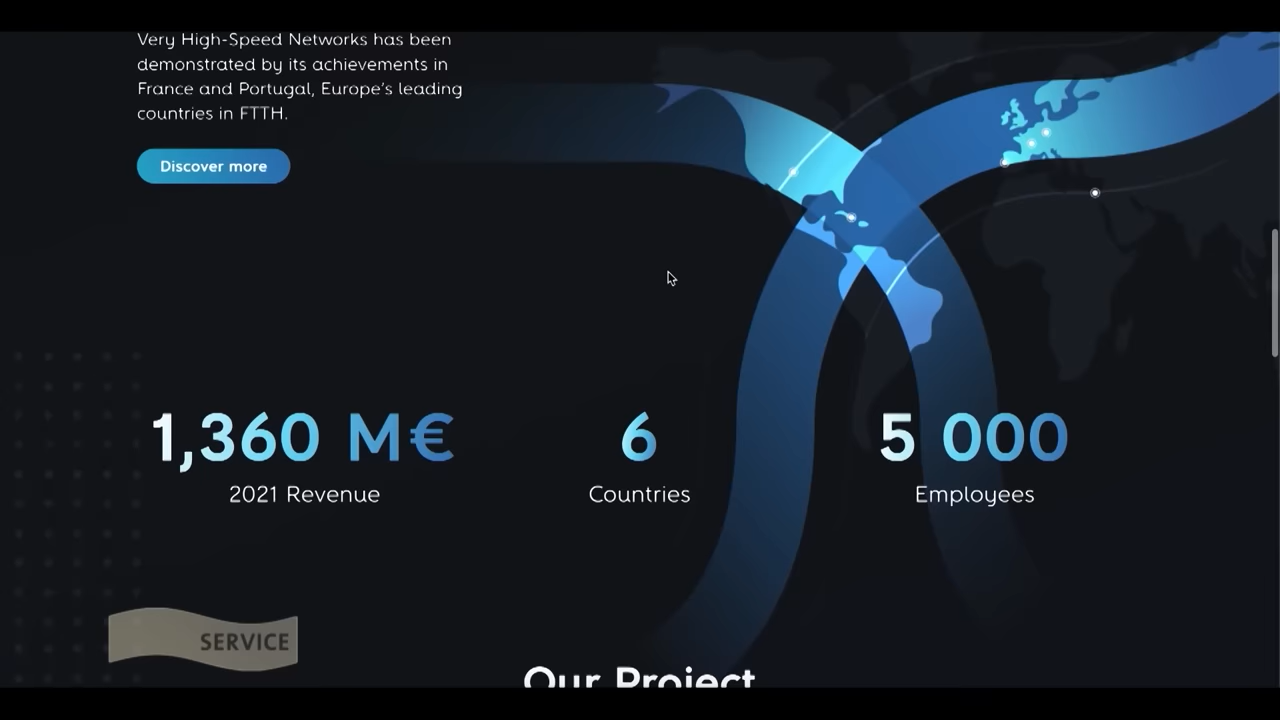 Very High-Speed Networks has been
demonstrated by its achievements in
France and Portugal, Europe's leading
countries in FTTH.
Discover more
1,360 M€
6
5 000
2021 Revenue
Countries
Employees
SERVICE
Our Project